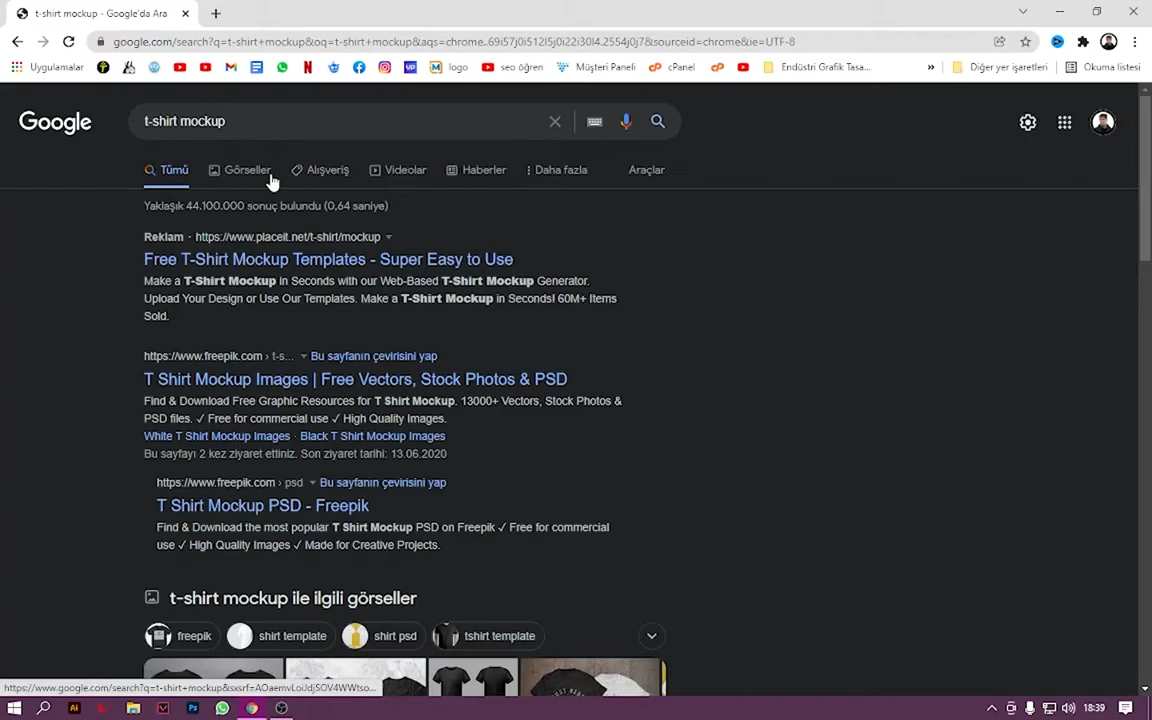 t-shirt mockup - Google'da Ara
google.com/search?q=t-shirt+mockup&oq=t-shirt+mockup&aqs=chrome..69i57j0i512l5j0i22i30l4.2554j0j7&sourceid=chrome&ie=UTF-8
Uygulamalar logo seo öğren Müşteri Paneli cPanel Endüstri Grafik Tasa... » Diğer yer işaretleri Okuma listesi
Google t-shirt mockup
Tümü Görseller Alışveriş Videolar Haberler Daha fazla Araçlar
Yaklaşık 44.100.000 sonuç bulundu (0,64 saniye)
Reklam · https://www.placeit.net/t-shirt/mockup
Free T-Shirt Mockup Templates - Super Easy to Use
Make a T-Shirt Mockup in Seconds with our Web-Based T-Shirt Mockup Generator.
Upload Your Design or Use Our Templates. Make a T-Shirt Mockup in Seconds! 60M+ Items
Sold.
https://www.freepik.com › t-s... Bu sayfanın çevirisini yap
T Shirt Mockup Images | Free Vectors, Stock Photos & PSD
Find & Download Free Graphic Resources for T Shirt Mockup. 13000+ Vectors, Stock Photos &
PSD files. ✓ Free for commercial use ✓ High Quality Images.
White T Shirt Mockup Images · Black T Shirt Mockup Images
Bu sayfayı 2 kez ziyaret ettiniz. Son ziyaret tarihi: 13.06.2020
https://www.freepik.com › psd Bu sayfanın çevirisini yap
T Shirt Mockup PSD - Freepik
Find & Download the most popular T Shirt Mockup PSD on Freepik ✓ Free for commercial
use ✓ High Quality Images ✓ Made for Creative Projects.
t-shirt mockup ile ilgili görseller
freepik shirt template shirt psd tshirt template
https://www.google.com/search?q=t-shirt+mockup&sxsrf=AOaemvLoiJdjSOV4WWtso...
18:39